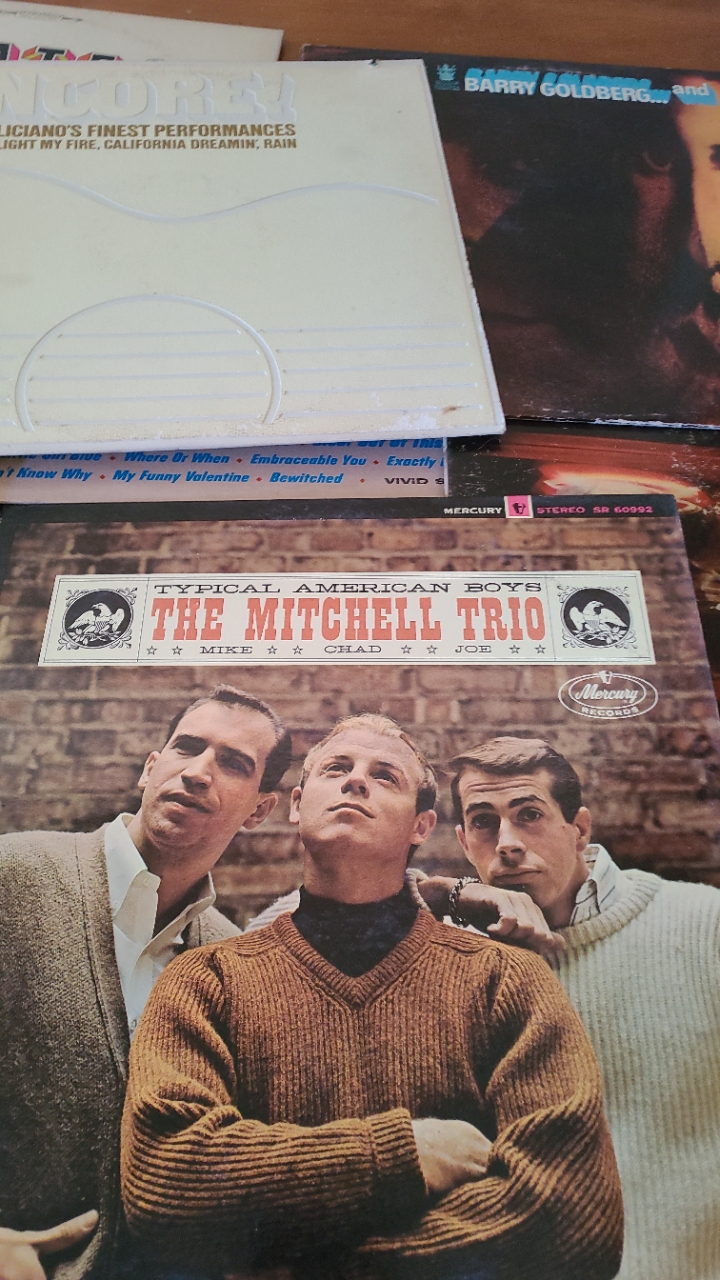 NCORE!
LICIANO'S FINEST PERFORMANCES
LIGHT MY FIRE, CALIFORNIA DREAMIN', RAIN
BARRY GOLDBERG... and
Blue • Where Or When • Embraceable You • Exactly
't Know Why • My Funny Valentine • Bewitched • VIVID
MERCURY STEREO SR 60992
TYPICAL AMERICAN BOYS
THE MITCHELL TRIO
☆ ☆ MIKE ☆ ☆ CHAD ☆ ☆ JOE ☆ ☆
Mercury
RECORDS